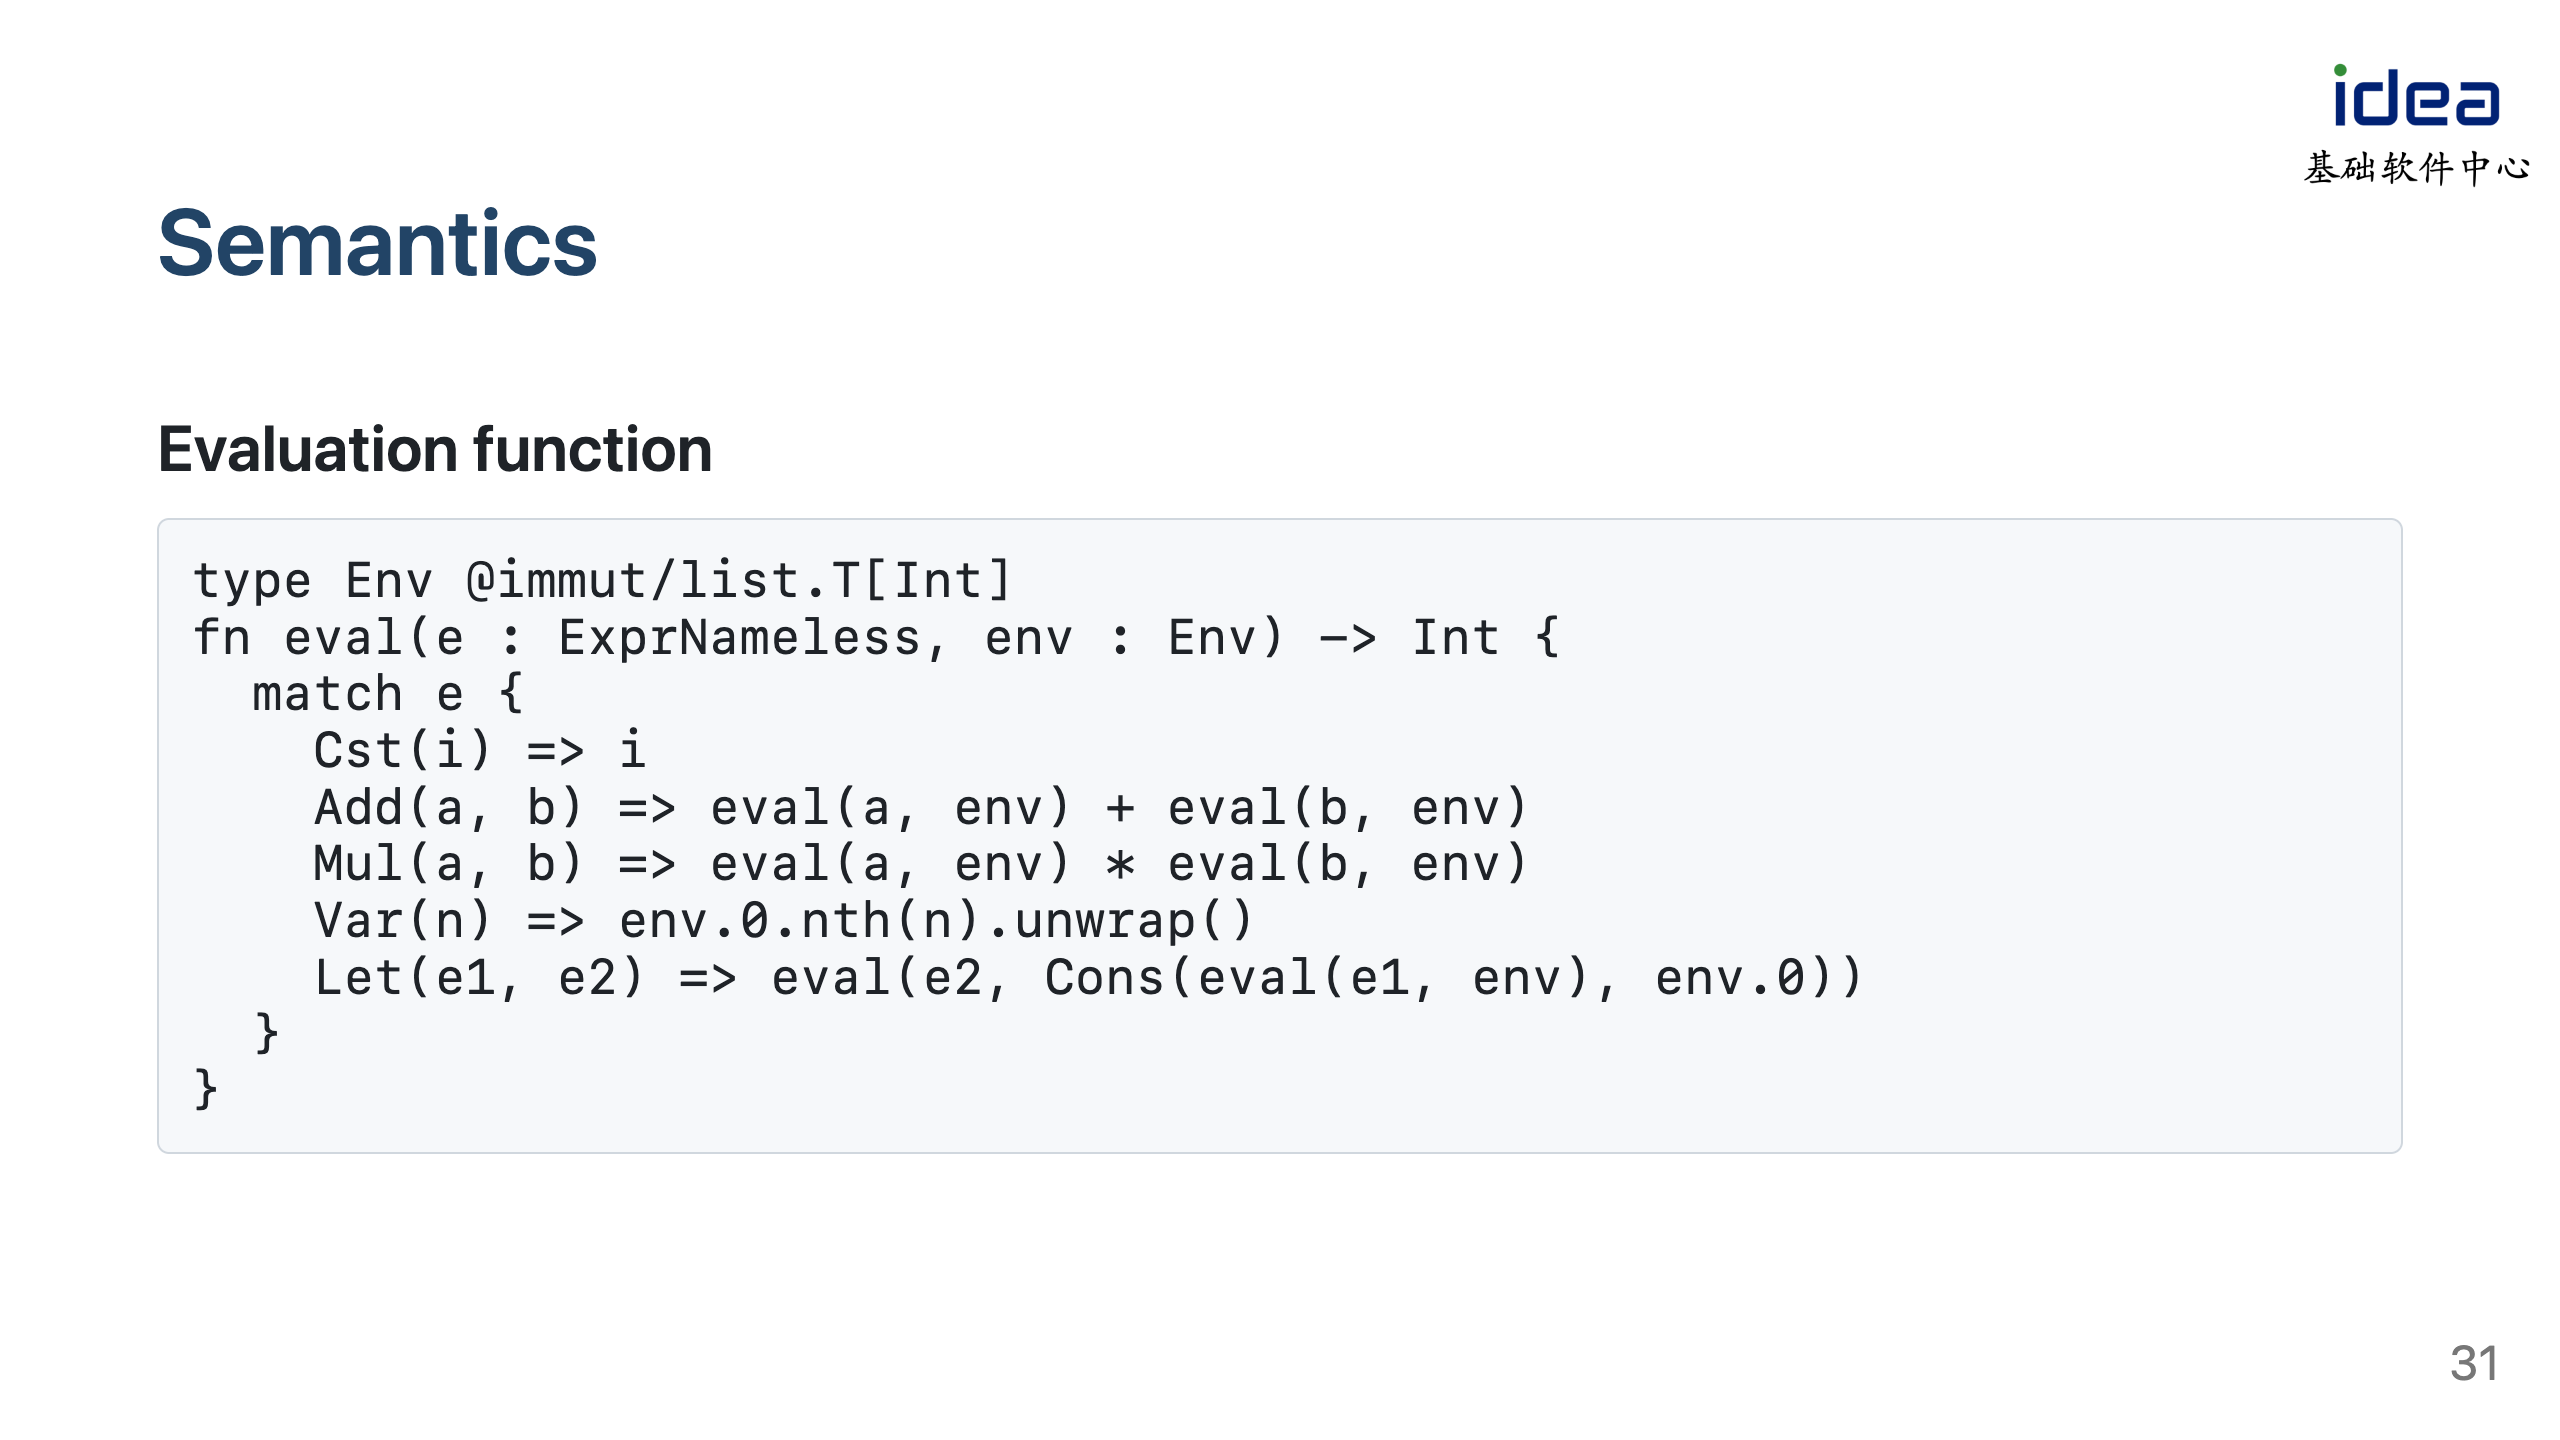 idea
基础软件中心
Semantics
Evaluation function
type Env @immut/list.T[Int]
fn eval(e : ExprNameless, env : Env) -> Int {
  match e {
    Cst(i) => i
    Add(a, b) => eval(a, env) + eval(b, env)
    Mul(a, b) => eval(a, env) * eval(b, env)
    Var(n) => env.0.nth(n).unwrap()
    Let(e1, e2) => eval(e2, Cons(eval(e1, env), env.0))
  }
}
31